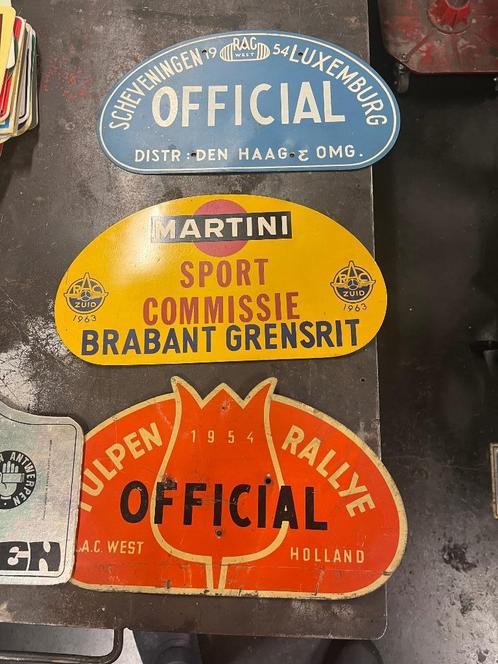 SCHEVENINGEN 19 RAC WEST 54 LUXEMBURG
OFFICIAL
DISTR: DEN HAAG & OMG.
MARTINI
SPORT
COMMISSIE
BRABANT GRENSRIT
RAC
ZUID
1963
RAC
ZUID
1963
TULPEN 1954 RALLYE
OFFICIAL
.A.C. WEST HOLLAND
ANTWERPEN
EN